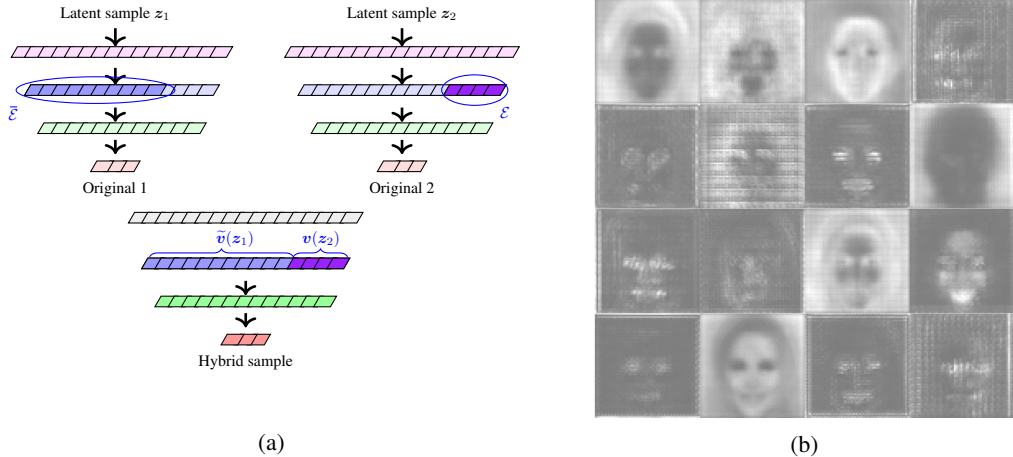 Latent sample z₁
Latent sample z₂
Ɛ̄
Ɛ
Original 1
Original 2
ṽ(z₁)
v(z₂)
Hybrid sample
(a)
(b)